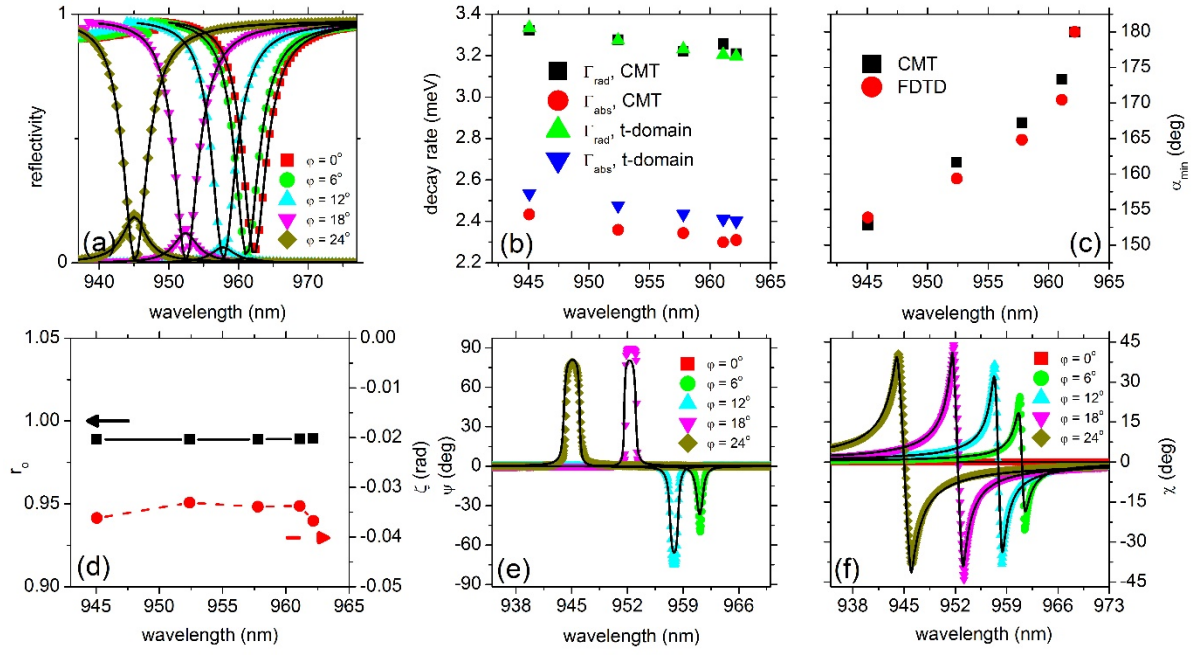 1
reflectivity
0
(a)
φ = 0°
φ = 6°
φ = 12°
φ = 18°
φ = 24°
940 950 960 970
wavelength (nm)
3.4
3.2
3.0
2.8
2.6
2.4
2.2
decay rate (meV)
Γrad, CMT
Γabs, CMT
Γrad, t-domain
Γabs, t-domain
(b)
945 950 955 960 965
wavelength (nm)
CMT
FDTD
(c)
180
175
170
165
160
155
150
αmin (deg)
945 950 955 960 965
wavelength (nm)
1.05
1.00
0.95
0.90
ro
(d)
0.00
-0.01
-0.02
-0.03
-0.04
-0.05
ζ (rad)
945 950 955 960 965
wavelength (nm)
90
60
30
0
-30
-60
-90
ψ (deg)
φ = 0°
φ = 6°
φ = 12°
φ = 18°
φ = 24°
(e)
938 945 952 959 966
wavelength (nm)
φ = 0°
φ = 6°
φ = 12°
φ = 18°
φ = 24°
(f)
45
30
15
0
-15
-30
-45
χ (deg)
938 945 952 959 966 973
wavelength (nm)